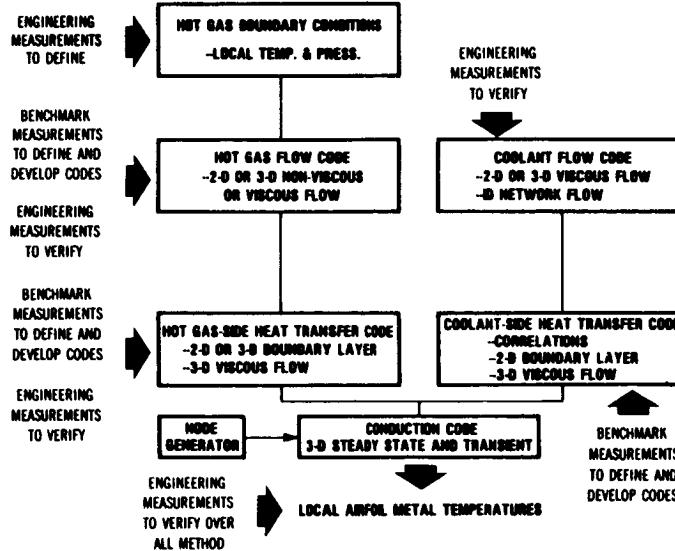 ENGINEERING
MEASUREMENTS
TO DEFINE
HOT GAS BOUNDARY CONDITIONS
--LOCAL TEMP. & PRESS.
ENGINEERING
MEASUREMENTS
TO VERIFY
BENCHMARK
MEASUREMENTS
TO DEFINE AND
DEVELOP CODES
ENGINEERING
MEASUREMENTS
TO VERIFY
HOT GAS FLOW CODE
--2-D OR 3-D NON-VISCOUS
OR VISCOUS FLOW
COOLANT FLOW CODE
--2-D OR 3-D VISCOUS FLOW
--1D NETWORK FLOW
BENCHMARK
MEASUREMENTS
TO DEFINE AND
DEVELOP CODES
ENGINEERING
MEASUREMENTS
TO VERIFY
HOT GAS-SIDE HEAT TRANSFER CODE
--2-D OR 3-D BOUNDARY LAYER
--3-D VISCOUS FLOW
COOLANT-SIDE HEAT TRANSFER CODE
--CORRELATIONS
--2-D BOUNDARY LAYER
--3-D VISCOUS FLOW
NODE
GENERATOR
CONDUCTION CODE
3-D STEADY STATE AND TRANSIENT
BENCHMARK
MEASUREMENTS
TO DEFINE AND
DEVELOP CODES
ENGINEERING
MEASUREMENTS
TO VERIFY OVER
ALL METHOD
LOCAL AIRFOIL METAL TEMPERATURES